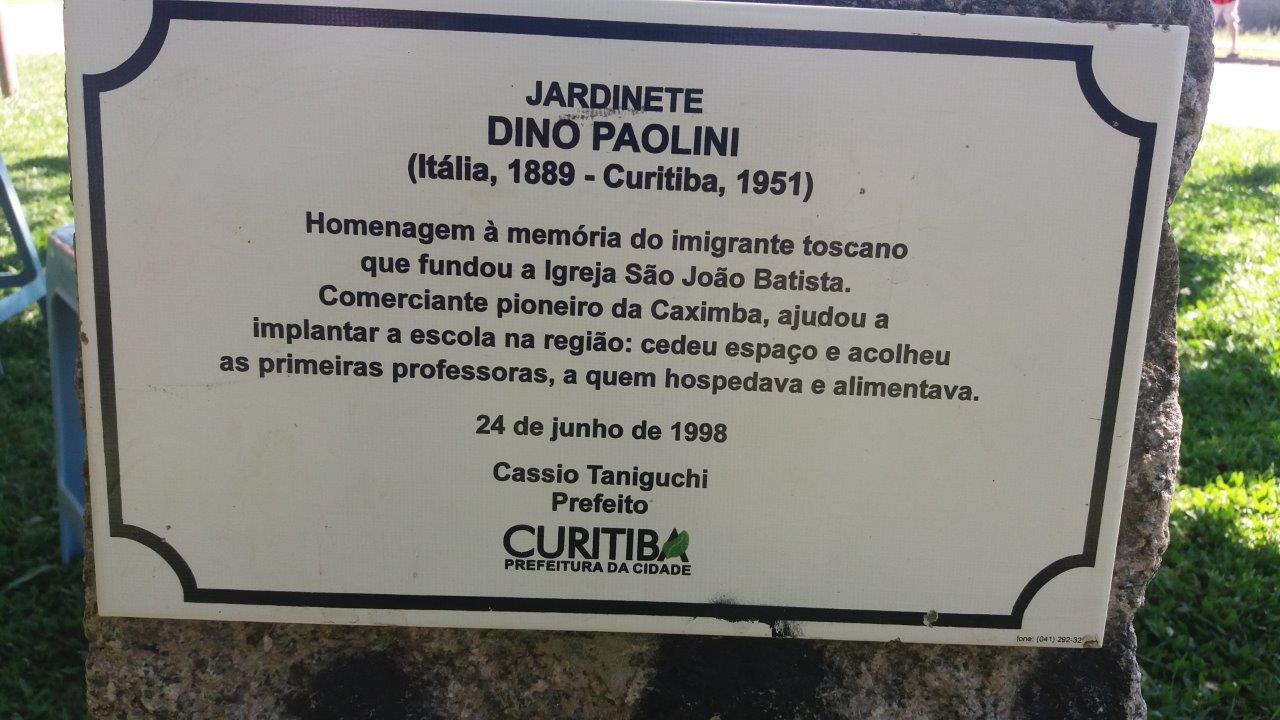 JARDINETE
DINO PAOLINI
(Itália, 1889 - Curitiba, 1951)
Homenagem à memória do imigrante toscano
que fundou a Igreja São João Batista.
Comerciante pioneiro da Caximba, ajudou a
implantar a escola na região: cedeu espaço e acolheu
as primeiras professoras, a quem hospedava e alimentava.
24 de junho de 1998
Cassio Taniguchi
Prefeito
CURITIBA
PREFEITURA DA CIDADE
fone: (041)